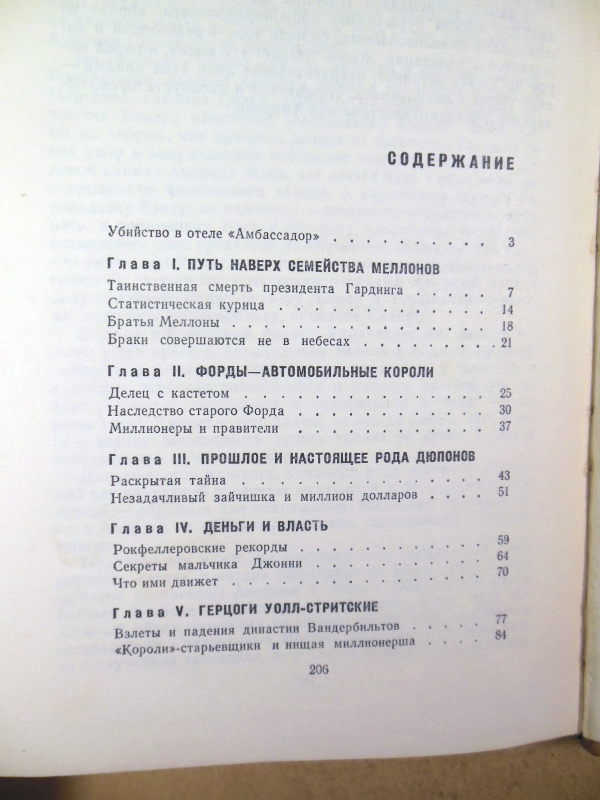 СОДЕРЖАНИЕ
Убийство в отеле «Амбассадор» . . . . . . . . . 3
Глава I. ПУТЬ НАВЕРХ СЕМЕЙСТВА МЕЛЛОНОВ
Таинственная смерть президента Гардинга . . . . . 7
Статистическая курица . . . . . . . . . . . . 14
Братья Меллоны . . . . . . . . . . . . . . 18
Браки совершаются не в небесах . . . . . . . . 21
Глава II. ФОРДЫ—АВТОМОБИЛЬНЫЕ КОРОЛИ
Делец с кастетом . . . . . . . . . . . . . . 25
Наследство старого Форда . . . . . . . . . . . 30
Миллионеры и правители . . . . . . . . . . . 37
Глава III. ПРОШЛОЕ И НАСТОЯЩЕЕ РОДА ДЮПОНОВ
Раскрытая тайна . . . . . . . . . . . . . . 43
Незадачливый зайчишка и миллион долларов . . . . 51
Глава IV. ДЕНЬГИ И ВЛАСТЬ
Рокфеллеровские рекорды . . . . . . . . . . . 59
Секреты мальчика Джонни . . . . . . . . . . . 64
Что ими движет . . . . . . . . . . . . . . 70
Глава V. ГЕРЦОГИ УОЛЛ-СТРИТСКИЕ
Взлеты и падения династии Вандербильтов . . . . . 77
«Короли»-старьевщики и нищая миллионерша . . . . 84
206